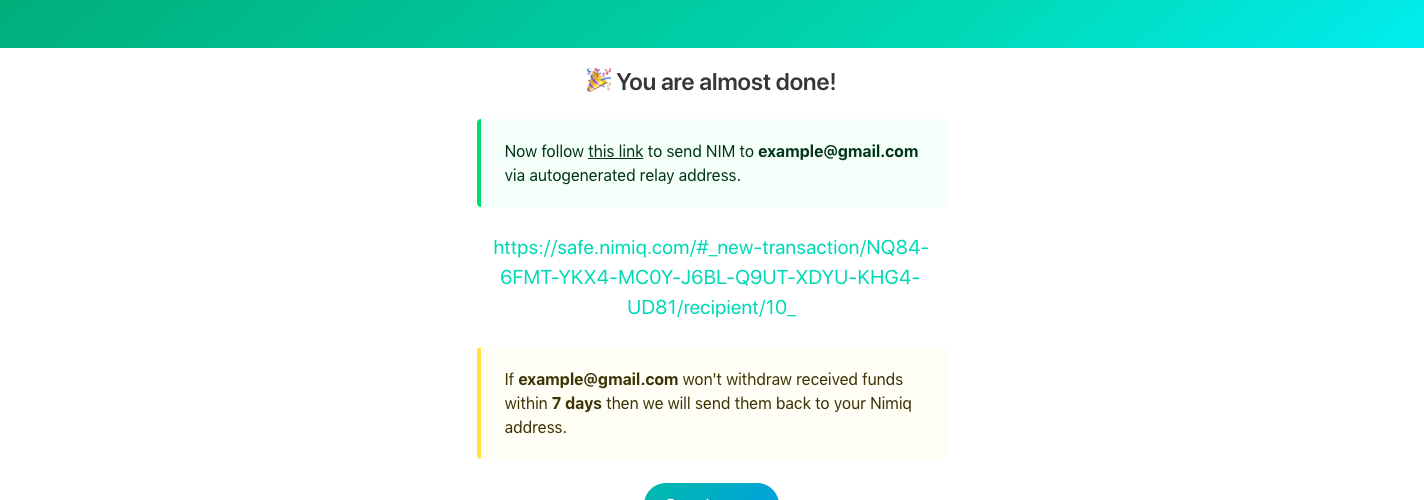 🎉 You are almost done!
Now follow this link to send NIM to example@gmail.com
via autogenerated relay address.
https://safe.nimiq.com/#_new-transaction/NQ84-
6FMT-YKX4-MC0Y-J6BL-Q9UT-XDYU-KHG4-
UD81/recipient/10_
If example@gmail.com won't withdraw received funds
within 7 days then we will send them back to your Nimiq
address.